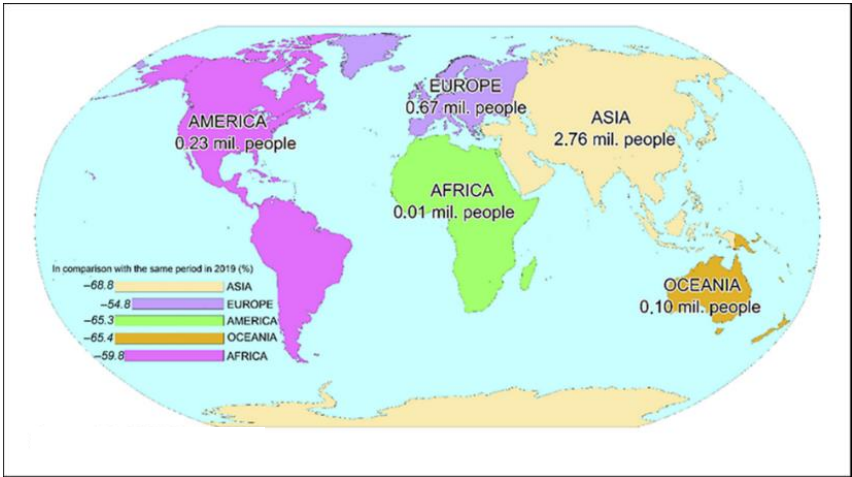 EUROPE
0.67 mil. people
AMERICA
0.23 mil. people
ASIA
2.76 mil. people
AFRICA
0.01 mil. people
OCEANIA
0.10 mil. people
In comparison with the same period in 2019 (%)
–68.8 ASIA
–54.8 EUROPE
–65.3 AMERICA
–65.4 OCEANIA
–59.8 AFRICA